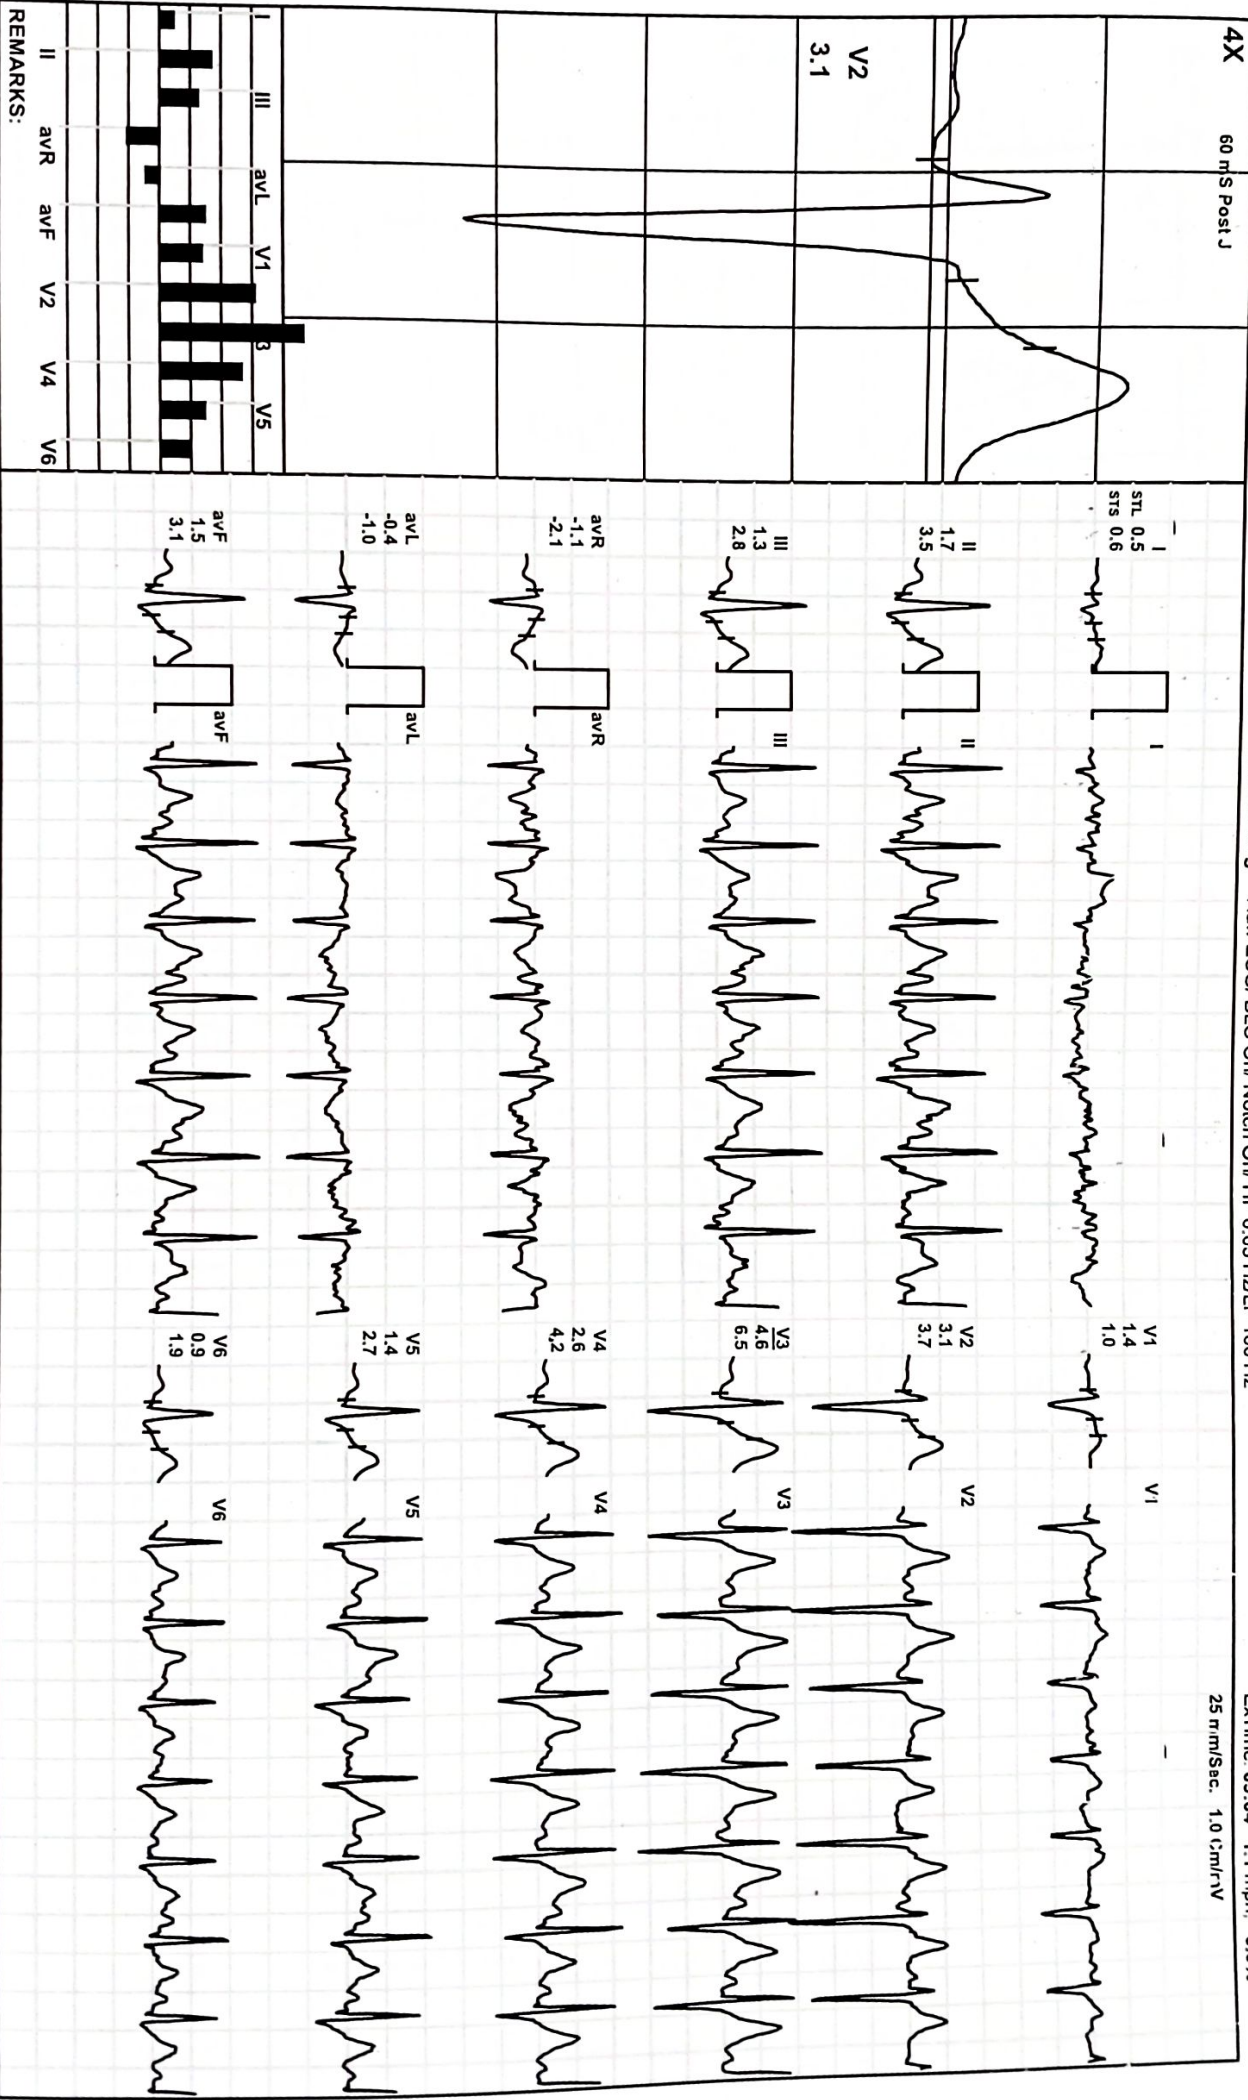 4X
60 mS Post J
25 mm/Sec. 1.0 Cm/mV
V2
3.1
I
III
avL
V1
3
V5
II
avR
avF
V2
V4
V6
REMARKS:
I
STL 0.5
STS 0.6
I
V1
1.4
1.0
V1
II
1.7
3.5
II
V2
3.1
3.7
V2
III
1.3
2.8
III
V3
4.6
6.5
V3
avR
-1.1
-2.1
avR
V4
2.6
4.2
V4
avL
-0.4
-1.0
avL
V5
1.4
2.7
V5
avF
1.5
3.1
avF
V6
0.9
1.9
V6